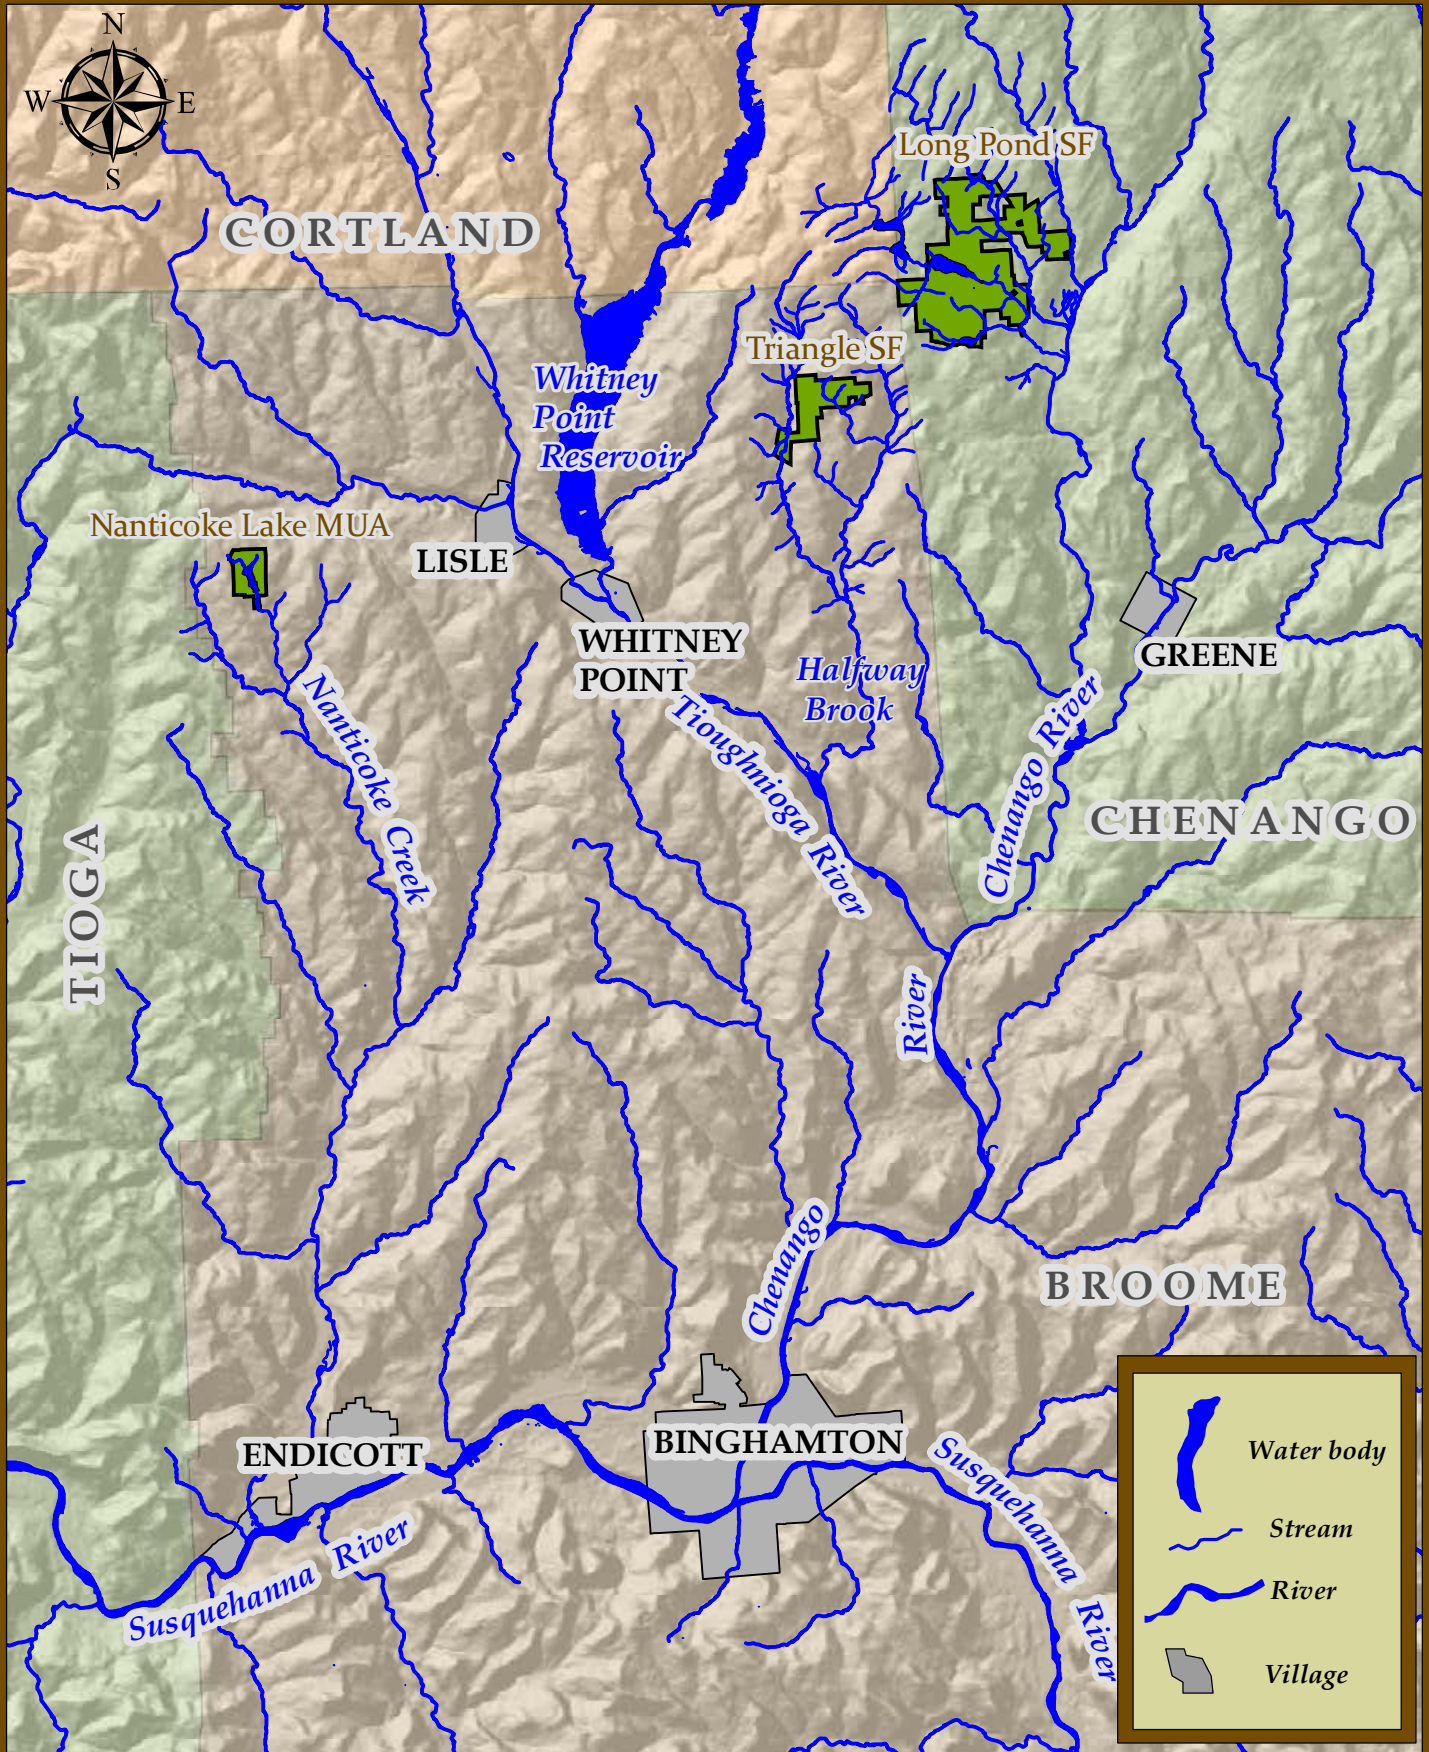 N
W E
S
Long Pond SF
CORTLAND
Triangle SF
Whitney
Point
Reservoir
Nanticoke Lake MUA
LISLE
WHITNEY
POINT
GREENE
Halfway
Brook
Nanticoke Creek
Tioughnioga River
Chenango River
CHENANGO
TIOGA
River
Chenango
BROOME
ENDICOTT
BINGHAMTON
Susquehanna River
Susquehanna River
Water body
Stream
River
Village